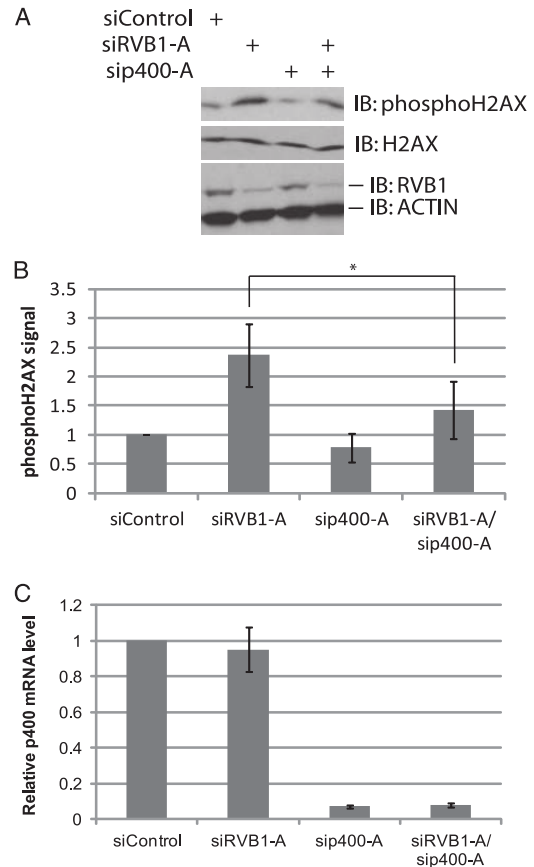 A
siControl +
siRVB1-A + +
sip400-A + +
IB: phosphoH2AX
IB: H2AX
– IB: RVB1
– IB: ACTIN
B
*
3.5
3
2.5
2
1.5
1
0.5
0
phosphoH2AX signal
siControl siRVB1-A sip400-A siRVB1-A/
sip400-A
C
1.2
1
0.8
0.6
0.4
0.2
0
Relative p400 mRNA level
siControl siRVB1-A sip400-A siRVB1-A/
sip400-A